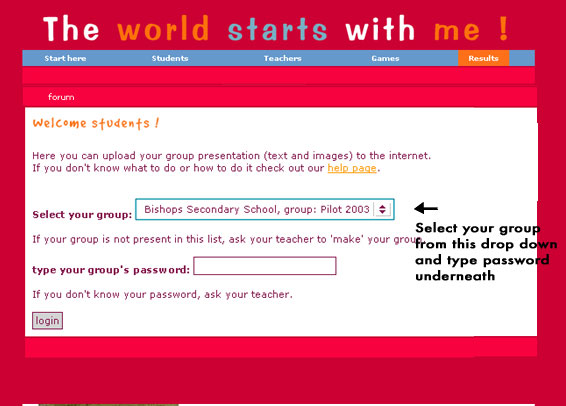 The world starts with me !
Start here Students Teachers Games Results
forum
Welcome students !
Here you can upload your group presentation (text and images) to the internet.
If you don't know what to do or how to do it check out our help page.
Select your group: Bishops Secondary School, group: Pilot 2003
If your group is not present in this list, ask your teacher to 'make' your group.
type your group's password:
If you don't know your password, ask your teacher.
login
Select your group
from this drop down
and type password
underneath